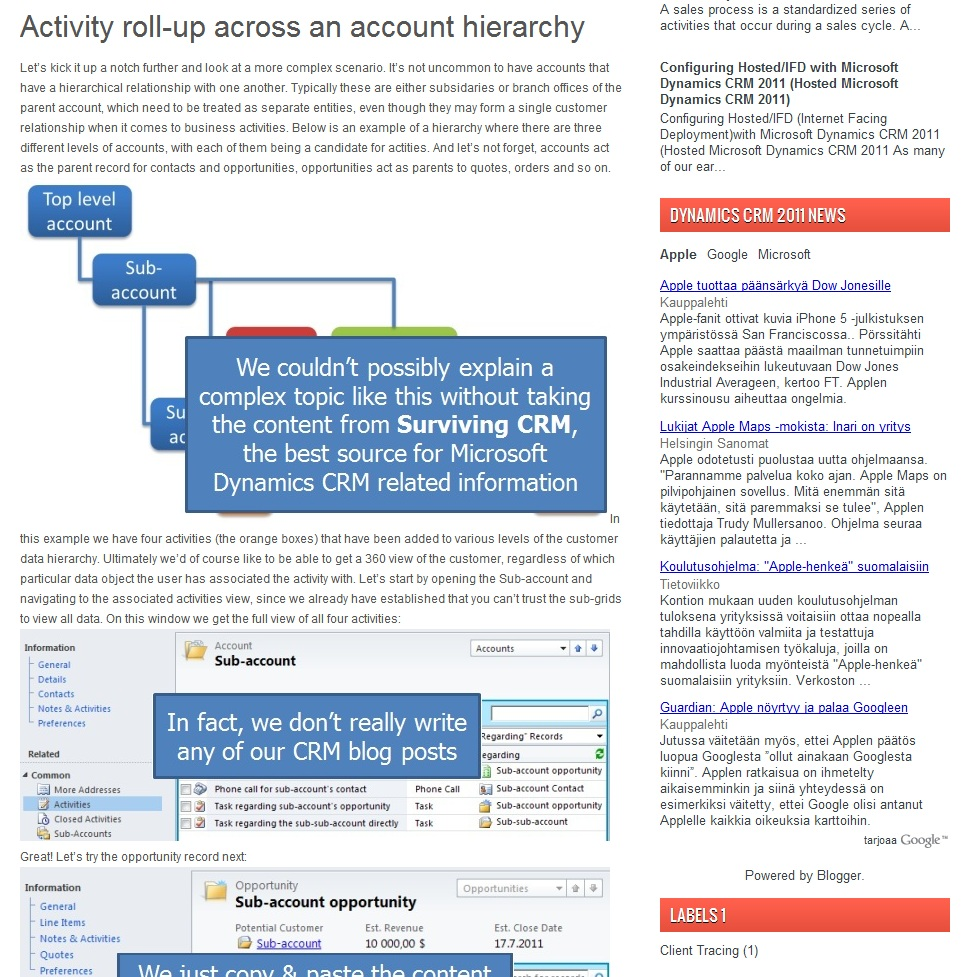 Activity roll-up across an account hierarchy
Let's kick it up a notch further and look at a more complex scenario. It's not uncommon to have accounts that
have a hierarchical relationship with one another. Typically these are either subsidaries or branch offices of the
parent account, which need to be treated as separate entities, even though they may form a single customer
relationship when it comes to business activities. Below is an example of a hierarchy where there are three
different levels of accounts, with each of them being a candidate for actities. And let's not forget, accounts act
as the parent record for contacts and opportunities, opportunities act as parents to quotes, orders and so on.
Top level
account
Sub-
account
Su
ac
We couldn't possibly explain a
complex topic like this without taking
the content from Surviving CRM,
the best source for Microsoft
Dynamics CRM related information
In
this example we have four activities (the orange boxes) that have been added to various levels of the customer
data hierarchy. Ultimately we'd of course like to be able to get a 360 view of the customer, regardless of which
particular data object the user has associated the activity with. Let's start by opening the Sub-account and
navigating to the associated activities view, since we already have established that you can't trust the sub-grids
to view all data. On this window we get the full view of all four activities:
Information
General
Details
Contacts
Notes & Activities
Preferences
Related
Common
More Addresses
Activities
Closed Activities
Sub-Accounts
Account
Sub-account
Accounts
In fact, we don't really write
any of our CRM blog posts
Regarding" Records
egarding
Sub-account opportunity
Phone call for sub-account's contact Phone Call Sub-account Contact
Task regarding sub-account's opportunity Task Sub-account opportunity
Task regarding the sub-sub-account directly Task Sub-sub-account
Great! Let's try the opportunity record next:
Information
General
Line Items
Notes & Activities
Quotes
Preferences
Opportunity
Sub-account opportunity
Opportunities
Potential Customer Est. Revenue Est. Close Date
Sub-account 10 000,00 $ 17.7.2011
We just copy & paste the content
A sales process is a standardized series of
activities that occur during a sales cycle. A...
Configuring Hosted/IFD with Microsoft
Dynamics CRM 2011 (Hosted Microsoft
Dynamics CRM 2011)
Configuring Hosted/IFD (Internet Facing
Deployment)with Microsoft Dynamics CRM 2011
(Hosted Microsoft Dynamics CRM 2011 As many
of our ear...
DYNAMICS CRM 2011 NEWS
Apple Google Microsoft
Apple tuottaa päänsärkyä Dow Jonesille
Kauppalehti
Apple-fanit ottivat kuvia iPhone 5 -julkistuksen
ympäristössä San Franciscossa.. Pörssitähti
Apple saattaa päästä maailman tunnetuimpiin
osakeindekseihin lukeutuvaan Dow Jones
Industrial Averageen, kertoo FT. Applen
kurssinousu aiheuttaa ongelmia.
Lukijat Apple Maps -mokista: Inari on yritys
Helsingin Sanomat
Apple odotetusti puolustaa uutta ohjelmaansa.
"Parannamme palvelua koko ajan. Apple Maps on
pilvipohjainen sovellus. Mitä enemmän sitä
käytetään, sitä paremmaksi se tulee", Applen
tiedottaja Trudy Mullersanoo. Ohjelma seuraa
käyttäjien palautetta ja ...
Koulutusohjelma: "Apple-henkeä" suomalaisiin
Tietoviikko
Kontion mukaan uuden koulutusohjelman
tuloksena yrityksissä voitaisiin ottaa nopealla
tahdilla käyttöön valmiita ja testattuja
innovaatiojohtamisen työkaluja, joilla on
mahdollista luoda myönteistä "Apple-henkeä"
suomalaisiin yrityksiin. Verkoston ...
Guardian: Apple nöyrtyy ja palaa Googleen
Kauppalehti
Jutussa väitetään myös, ettei Applen päätös
luopua Googlesta "ollut ainakaan Googlesta
kiinni". Applen ratkaisua on ihmetelty
aikaisemminkin ja siinä yhteydessä on
esimerkiksi väitetty, ettei Google olisi antanut
Applelle kaikkia oikeuksia karttoihin.
tarjoaa Google™
Powered by Blogger.
LABELS 1
Client Tracing (1)